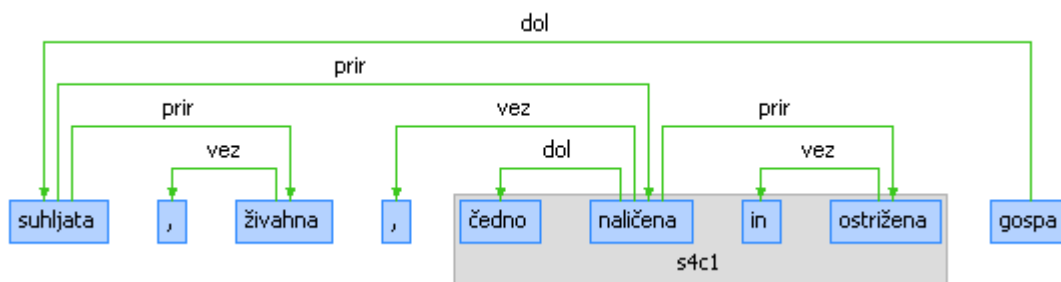 dol
prir
prir vez prir
vez dol vez
suhljata , živahna , čedno naličena in ostrižena gospa
s4c1